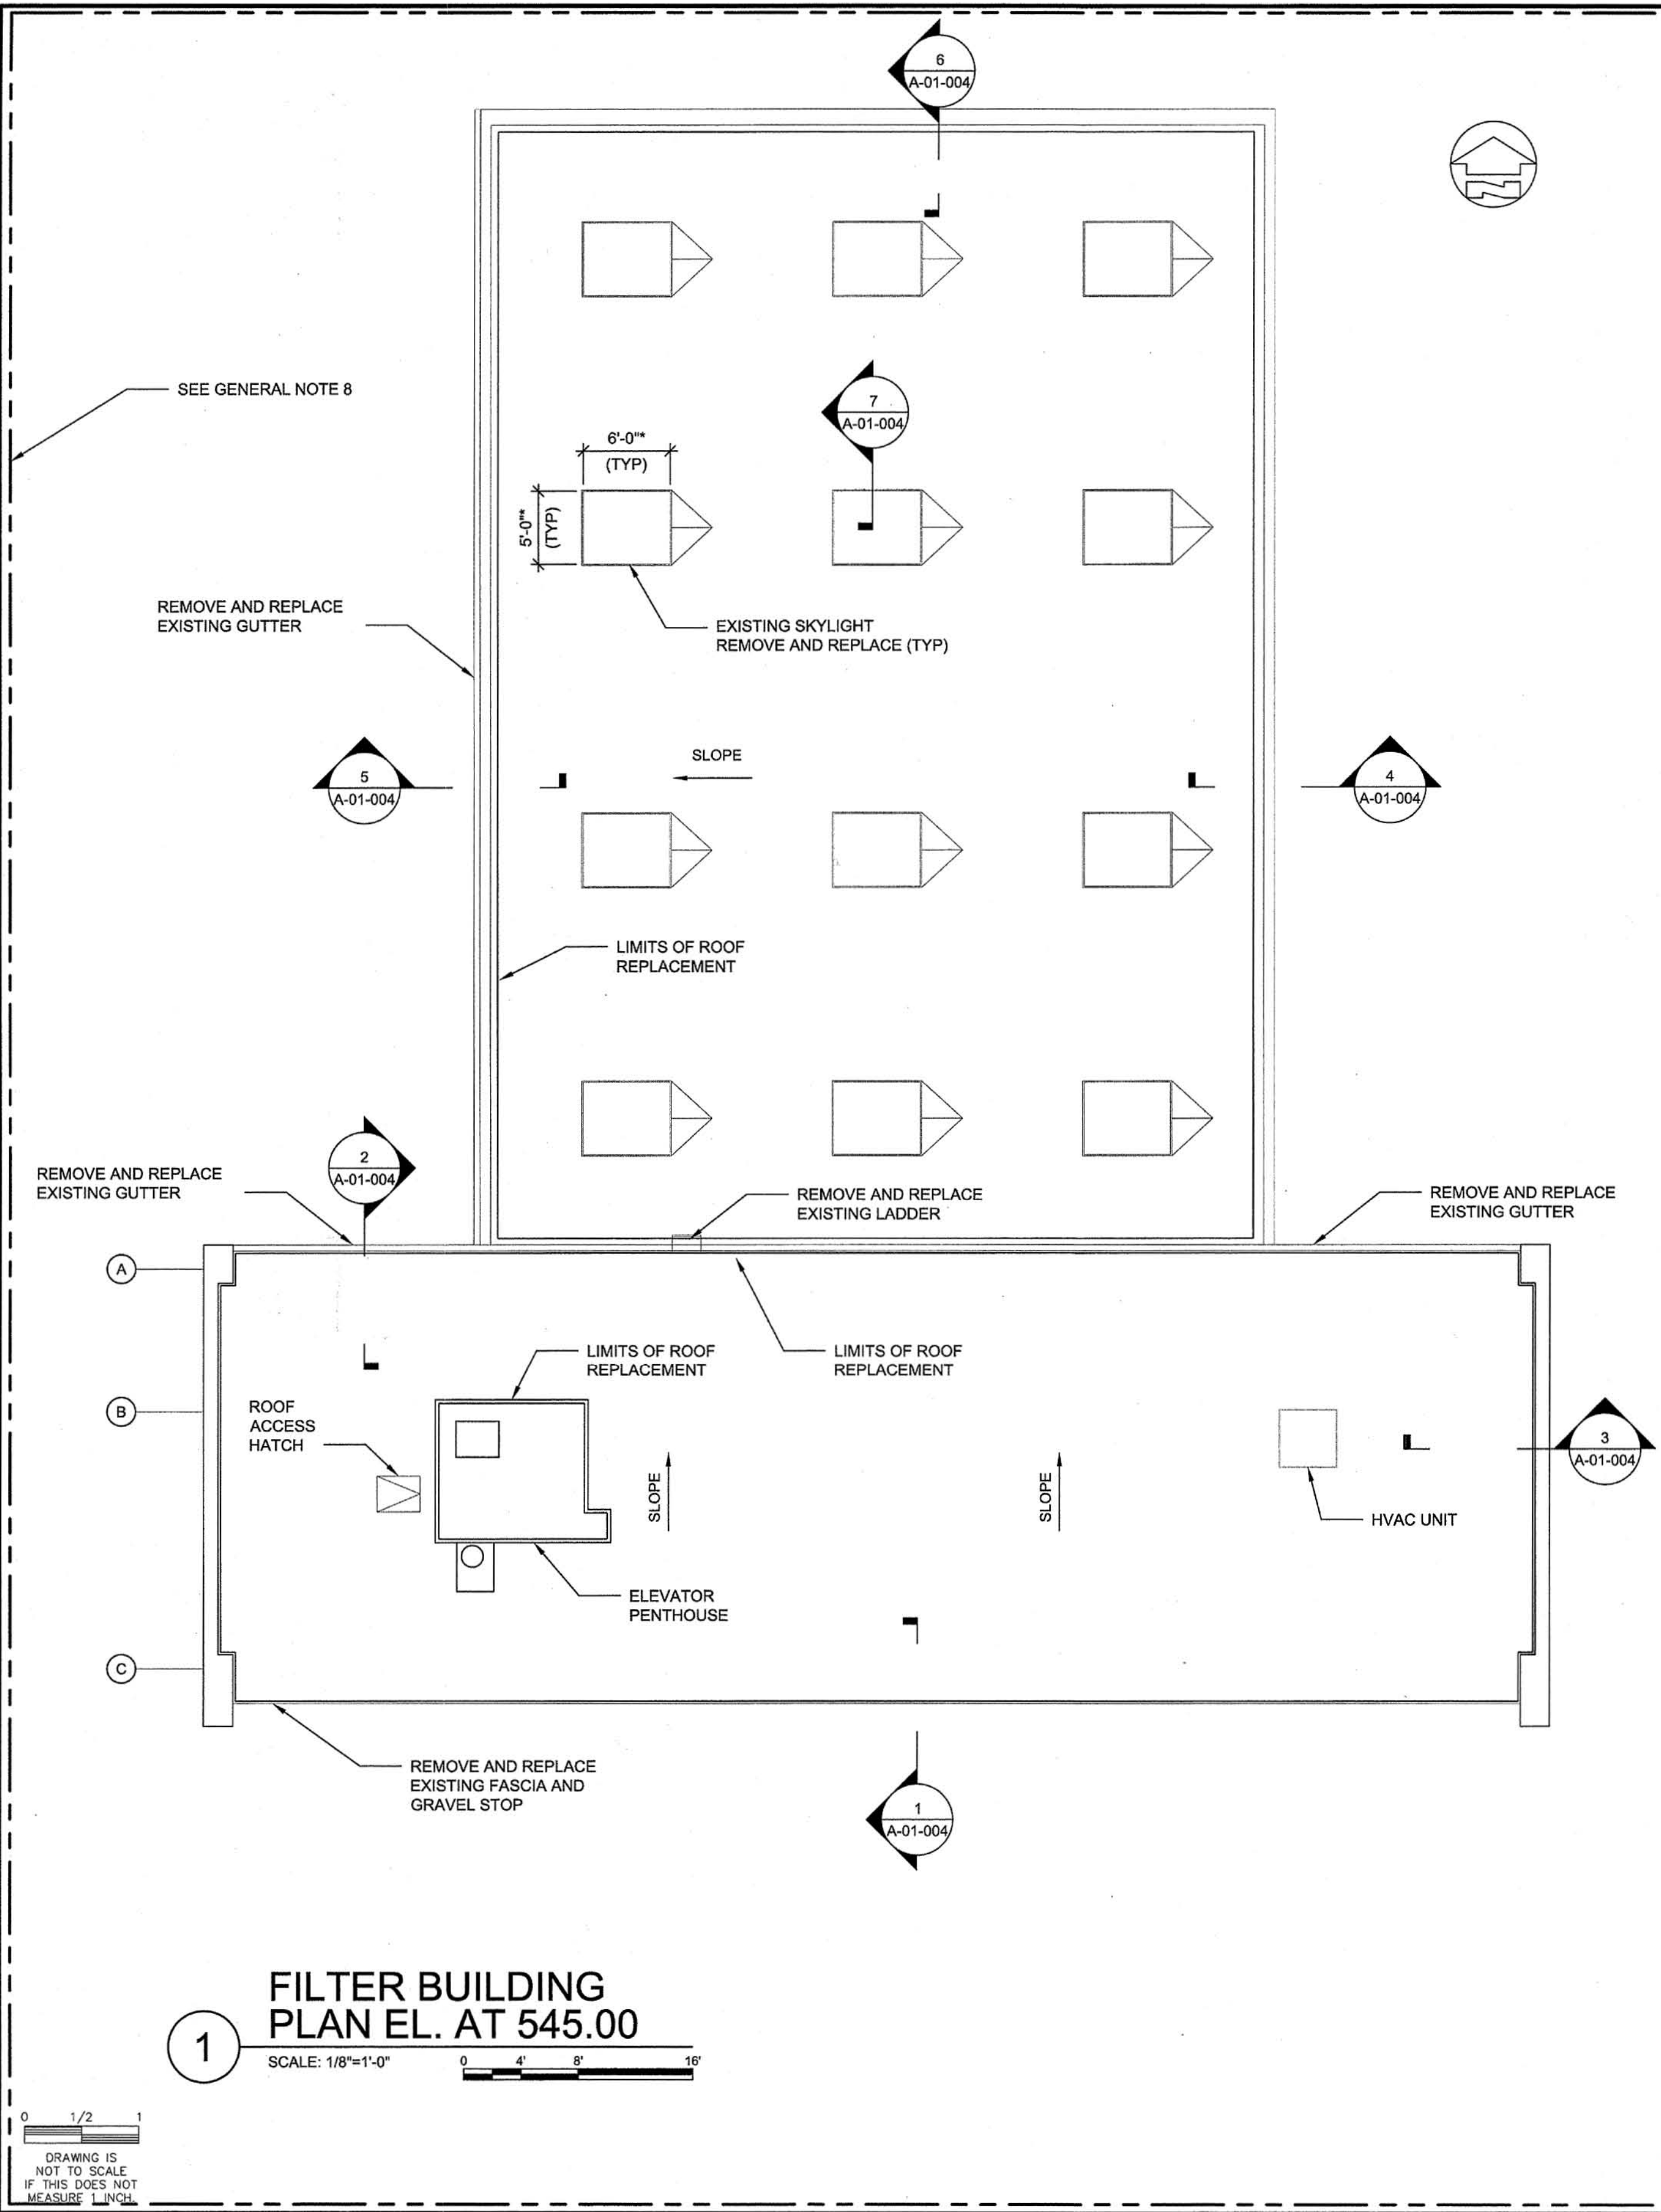 6
A-01-004
SEE GENERAL NOTE 8
7
A-01-004
6'-0"*
(TYP)
5'-0"*
(TYP)
REMOVE AND REPLACE
EXISTING GUTTER
EXISTING SKYLIGHT
REMOVE AND REPLACE (TYP)
5
A-01-004
SLOPE
4
A-01-004
LIMITS OF ROOF
REPLACEMENT
2
A-01-004
REMOVE AND REPLACE
EXISTING GUTTER
REMOVE AND REPLACE
EXISTING LADDER
REMOVE AND REPLACE
EXISTING GUTTER
A
LIMITS OF ROOF
REPLACEMENT
LIMITS OF ROOF
REPLACEMENT
B
ROOF
ACCESS
HATCH
SLOPE
SLOPE
3
A-01-004
HVAC UNIT
ELEVATOR
PENTHOUSE
C
REMOVE AND REPLACE
EXISTING FASCIA AND
GRAVEL STOP
1
A-01-004
1
FILTER BUILDING
PLAN EL. AT 545.00
SCALE: 1/8"=1'-0"
0 4' 8' 16'
0 1/2 1
DRAWING IS
NOT TO SCALE
IF THIS DOES NOT
MEASURE 1 INCH.